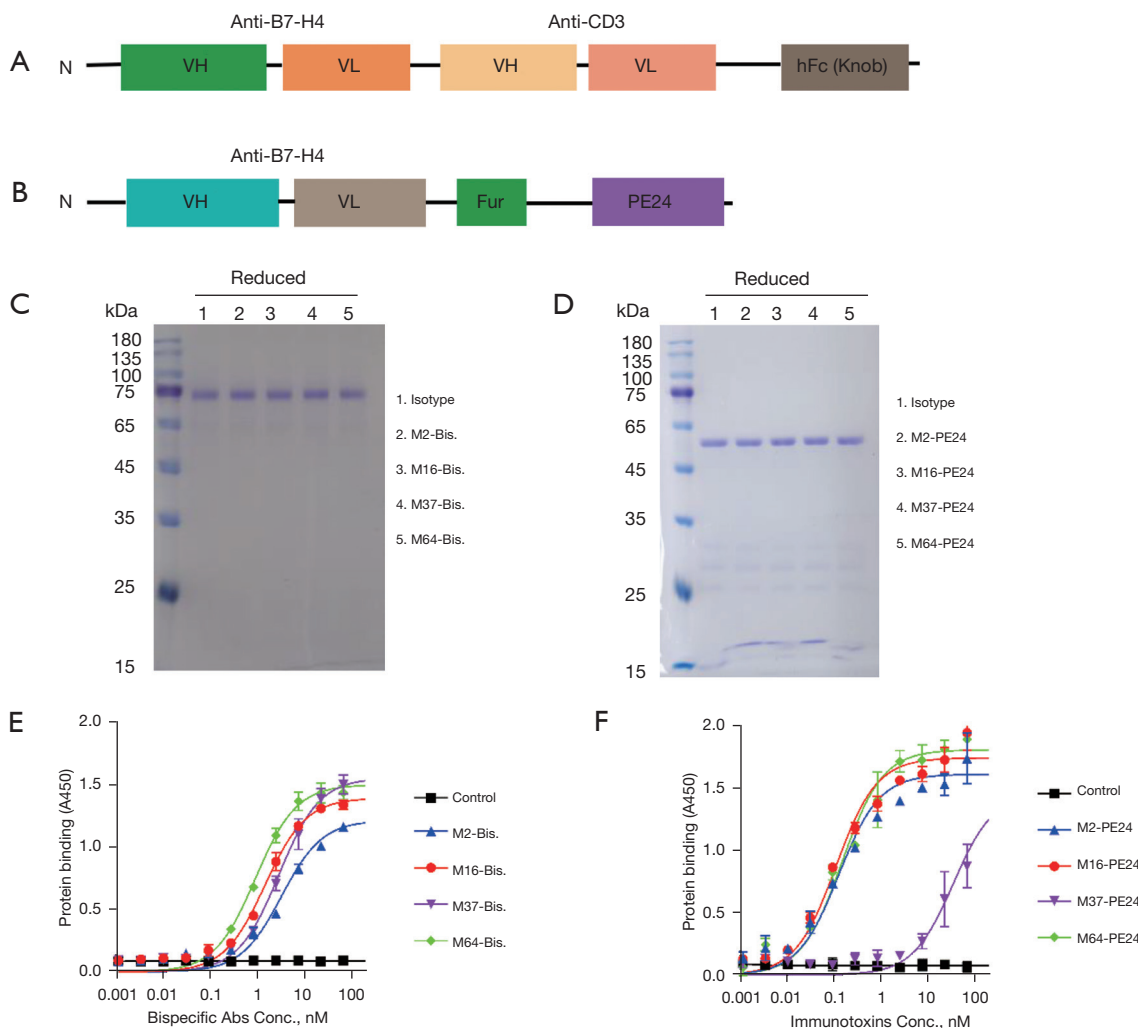 Anti-B7-H4 Anti-CD3
A N VH VL VH VL hFc (Knob)
Anti-B7-H4
B N VH VL Fur PE24
C
Reduced
kDa 1 2 3 4 5
180
135
100
75
65
45
35
25
15
1. Isotype
2. M2-Bis.
3. M16-Bis.
4. M37-Bis.
5. M64-Bis.
D
Reduced
kDa 1 2 3 4 5
180
135
100
75
65
45
35
25
15
1. Isotype
2. M2-PE24
3. M16-PE24
4. M37-PE24
5. M64-PE24
E
Protein binding (A450)
2.0
1.5
1.0
0.5
0.0
0.001 0.01 0.1 1 10 100
Bispecific Abs Conc., nM
Control
M2-Bis.
M16-Bis.
M37-Bis.
M64-Bis.
F
Protein binding (A450)
2.0
1.5
1.0
0.5
0.0
0.001 0.01 0.1 1 10 100
Immunotoxins Conc., nM
Control
M2-PE24
M16-PE24
M37-PE24
M64-PE24